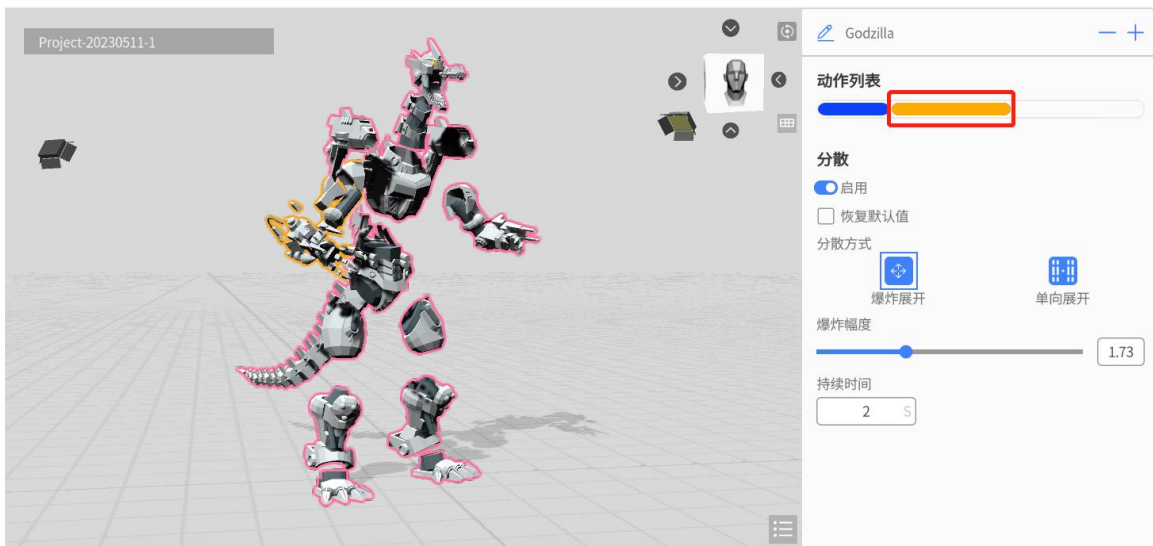 Project-20230511-1
Godzilla
动作列表
分散
启用
恢复默认值
分散方式
爆炸展开
单向展开
爆炸幅度
1.73
持续时间
2 S